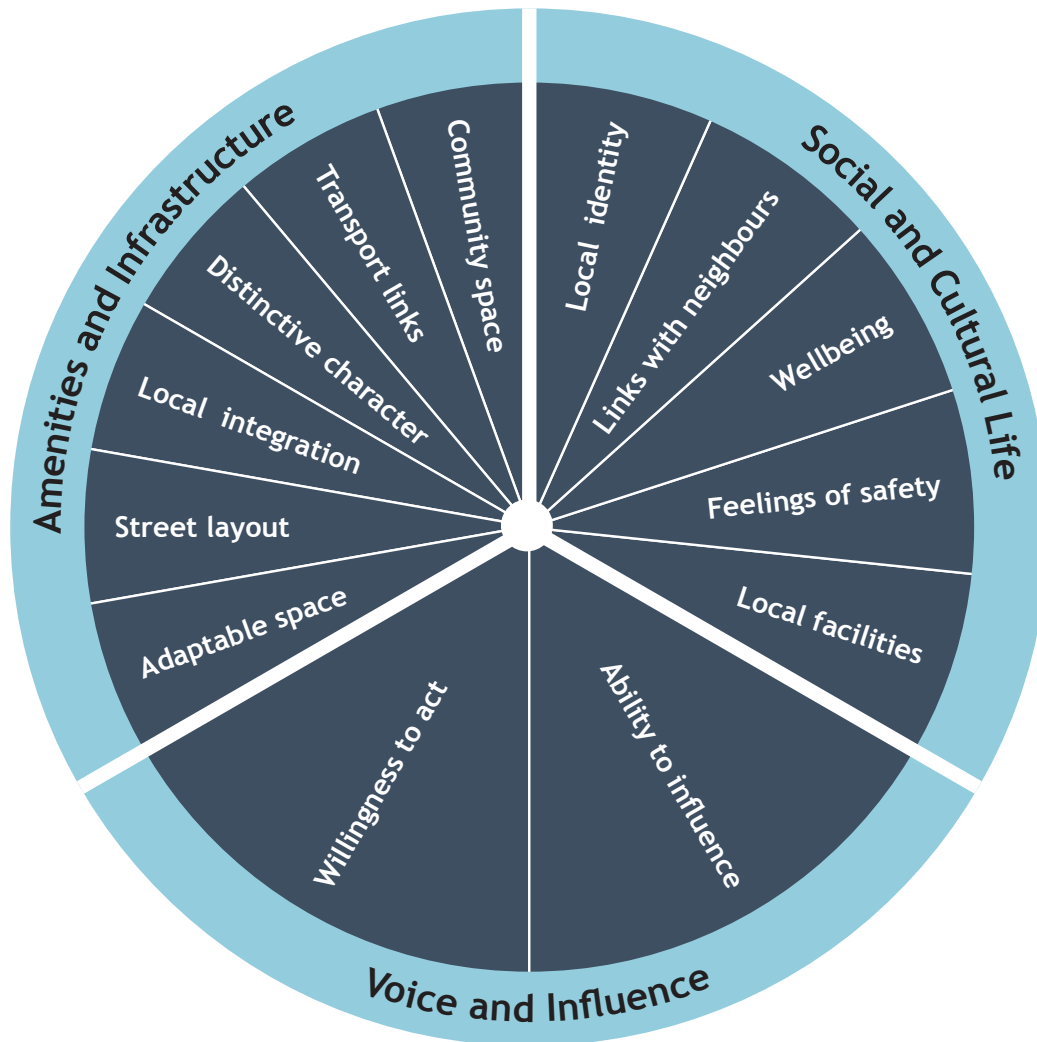 Amenities and Infrastructure
Community space
Transport links
Distinctive character
Local integration
Street layout
Adaptable space
Social and Cultural Life
Local identity
Links with neighbours
Wellbeing
Feelings of safety
Local facilities
Voice and Influence
Willingness to act
Ability to influence